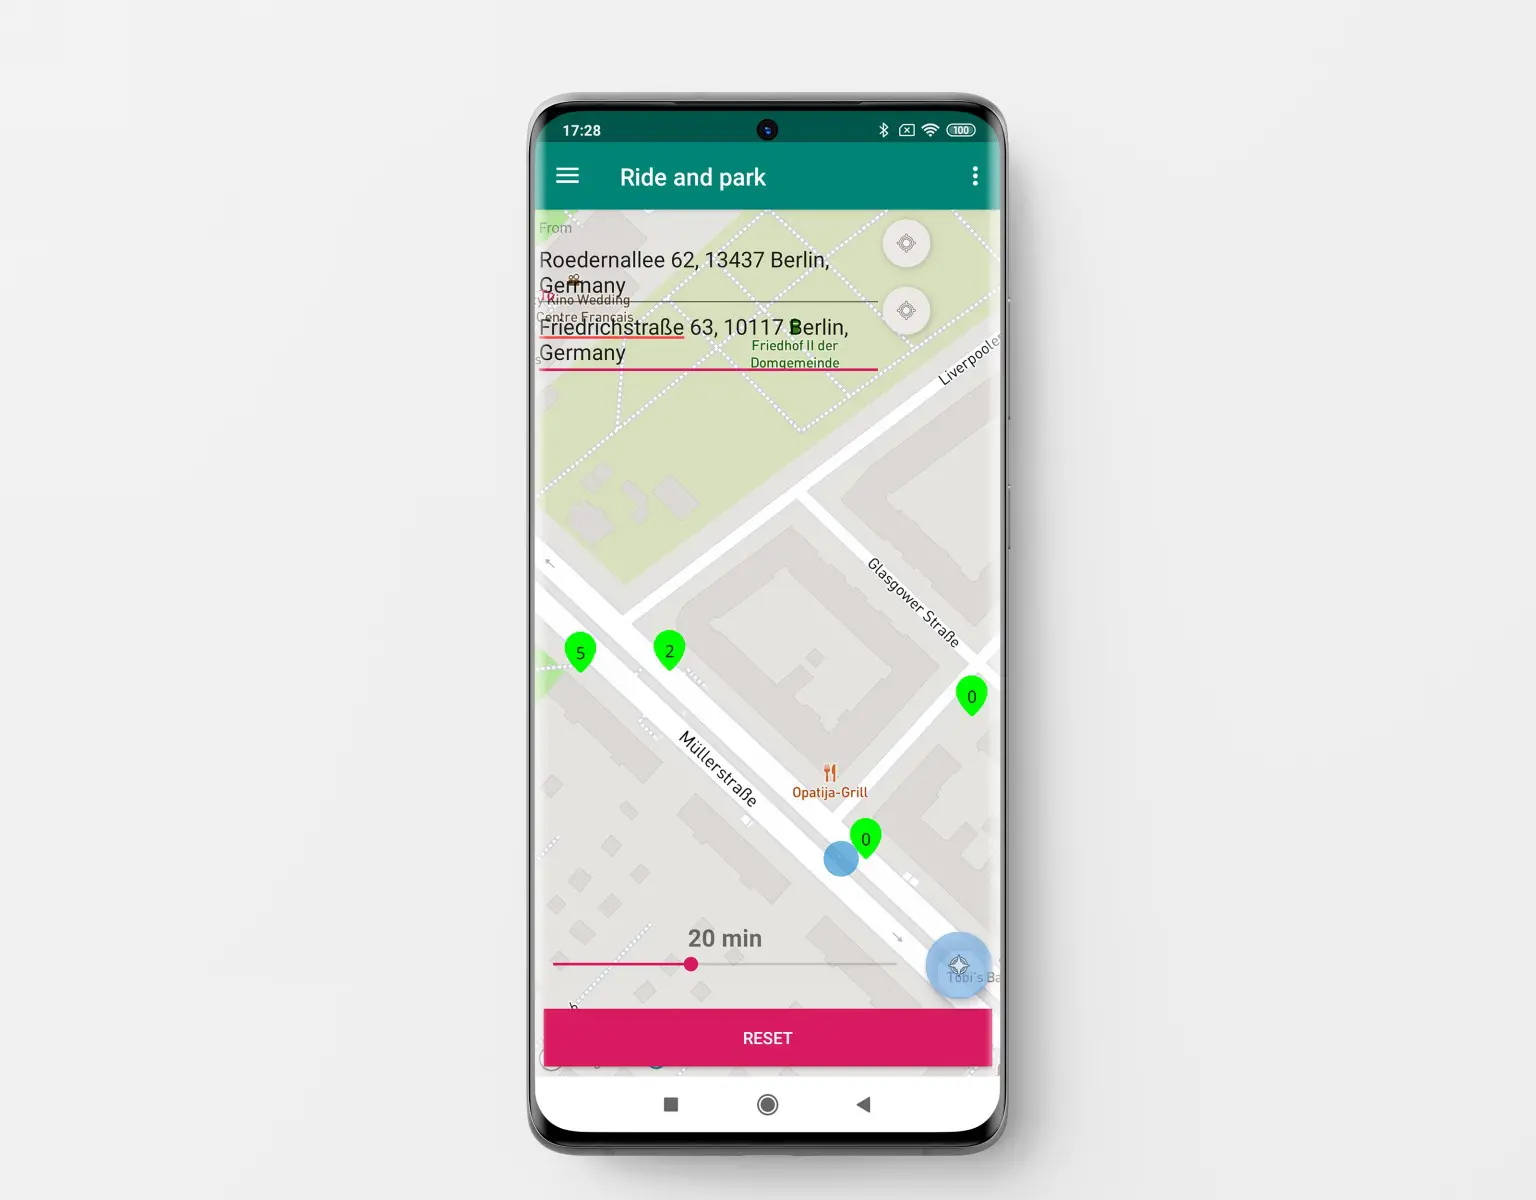 17:28
100
Ride and park
From
Roedernallee 62, 13437 Berlin,
Germany
To
Kino Wedding
Centre Français
Friedrichstraße 63, 10117 Berlin,
Germany
Friedhof II der
Domgemeinde
Liverpooler
Glasgower Straße
5
2
0
Müllerstraße
Opatija-Grill
0
20 min
Tobi's Ba
RESET